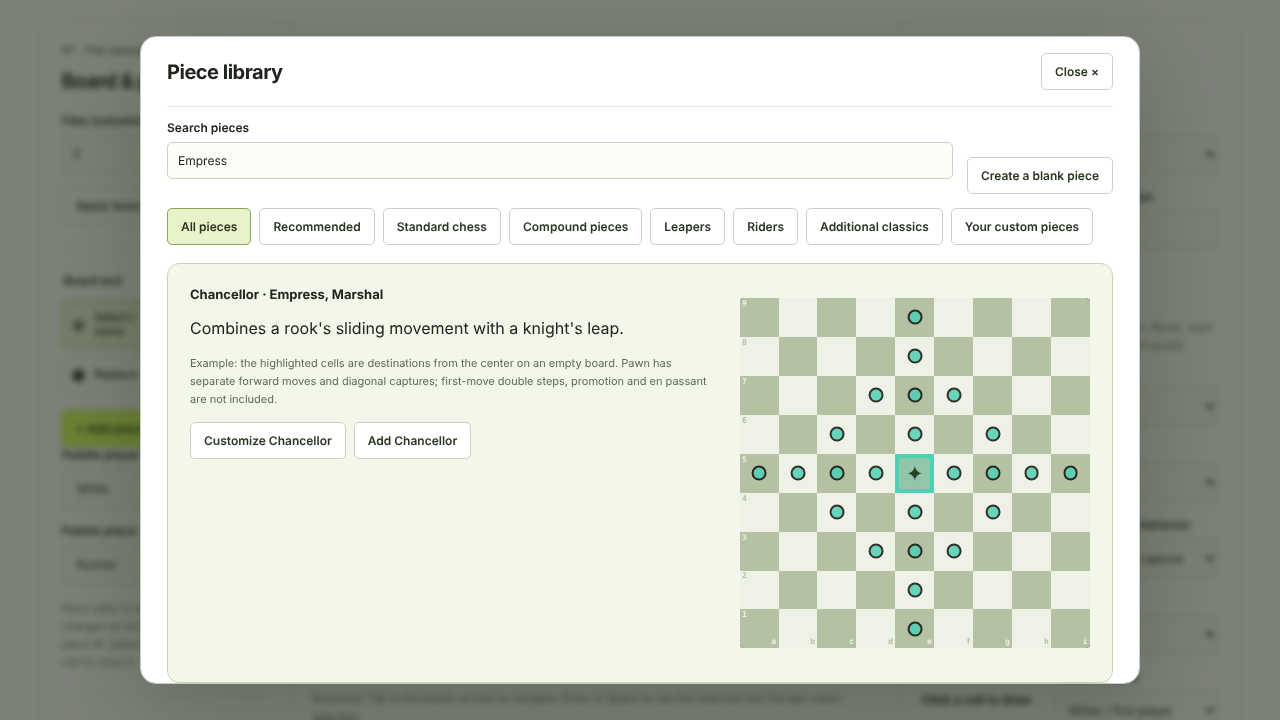 Piece library
Close ×
Search pieces
Empress
Create a blank piece
All pieces
Recommended
Standard chess
Compound pieces
Leapers
Riders
Additional classics
Your custom pieces
Chancellor · Empress, Marshal
Combines a rook's sliding movement with a knight's leap.
Example: the highlighted cells are destinations from the center on an empty board. Pawn has
separate forward moves and diagonal captures; first-move double steps, promotion and en passant
are not included.
Customize Chancellor
Add Chancellor
9
8
7
6
5
4
3
2
1
a b c d e f g h i